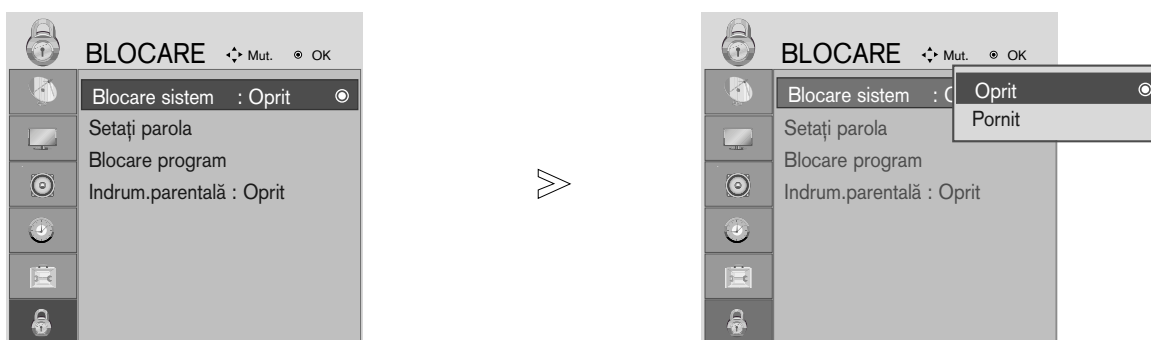 BLOCARE Mut. OK
Blocare sistem : Oprit
Setați parola
Blocare program
Indrum.parentală : Oprit
BLOCARE Mut. OK
Blocare sistem :
Oprit
Pornit
Setați parola
Blocare program
Indrum.parentală : Oprit